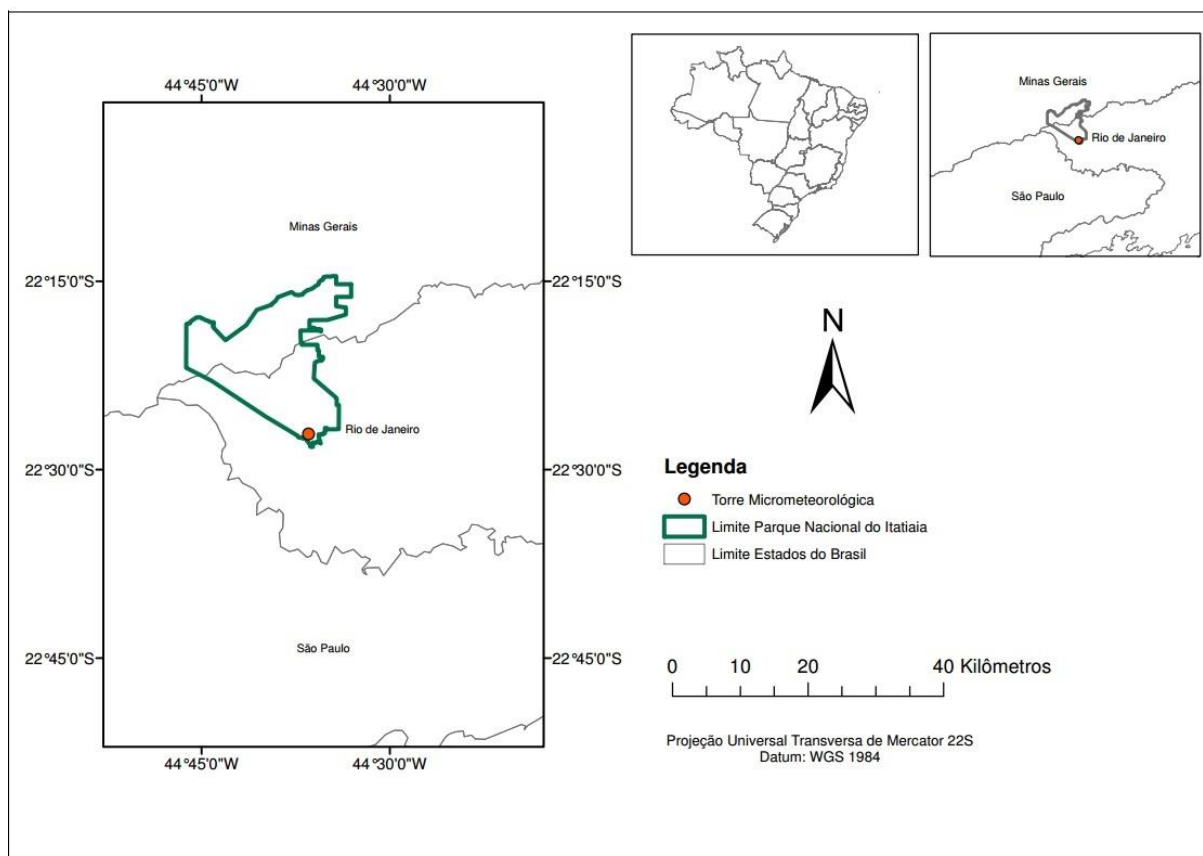 44°45'0"W
44°30'0"W
Minas Gerais
22°15'0"S
22°15'0"S
Rio de Janeiro
22°30'0"S
22°30'0"S
São Paulo
22°45'0"S
22°45'0"S
44°45'0"W
44°30'0"W
Minas Gerais
Rio de Janeiro
São Paulo
N
Legenda
Torre Micrometeorológica
Limite Parque Nacional do Itatiaia
Limite Estados do Brasil
0 10 20 40 Kilômetros
Projeção Universal Transversa de Mercator 22S
Datum: WGS 1984